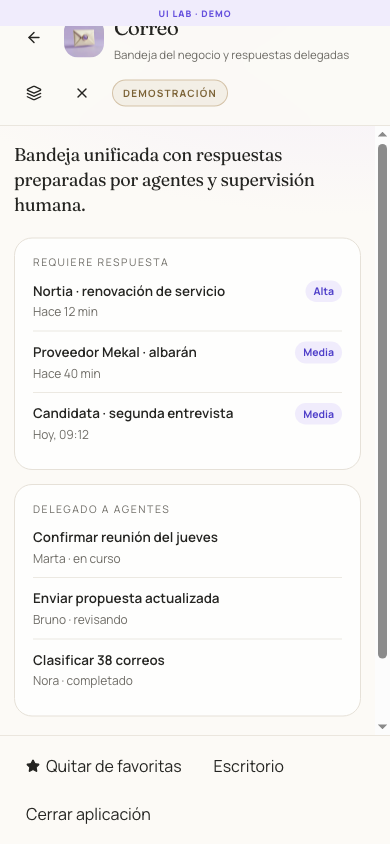 UI LAB · DEMO
Correo
Bandeja del negocio y respuestas delegadas
DEMOSTRACIÓN
Bandeja unificada con respuestas
preparadas por agentes y supervisión
humana.
REQUIERE RESPUESTA
Nortia · renovación de servicio
Alta
Hace 12 min
Proveedor Mekal · albarán
Media
Hace 40 min
Candidata · segunda entrevista
Media
Hoy, 09:12
DELEGADO A AGENTES
Confirmar reunión del jueves
Marta · en curso
Enviar propuesta actualizada
Bruno · revisando
Clasificar 38 correos
Nora · completado
Quitar de favoritas
Escritorio
Cerrar aplicación